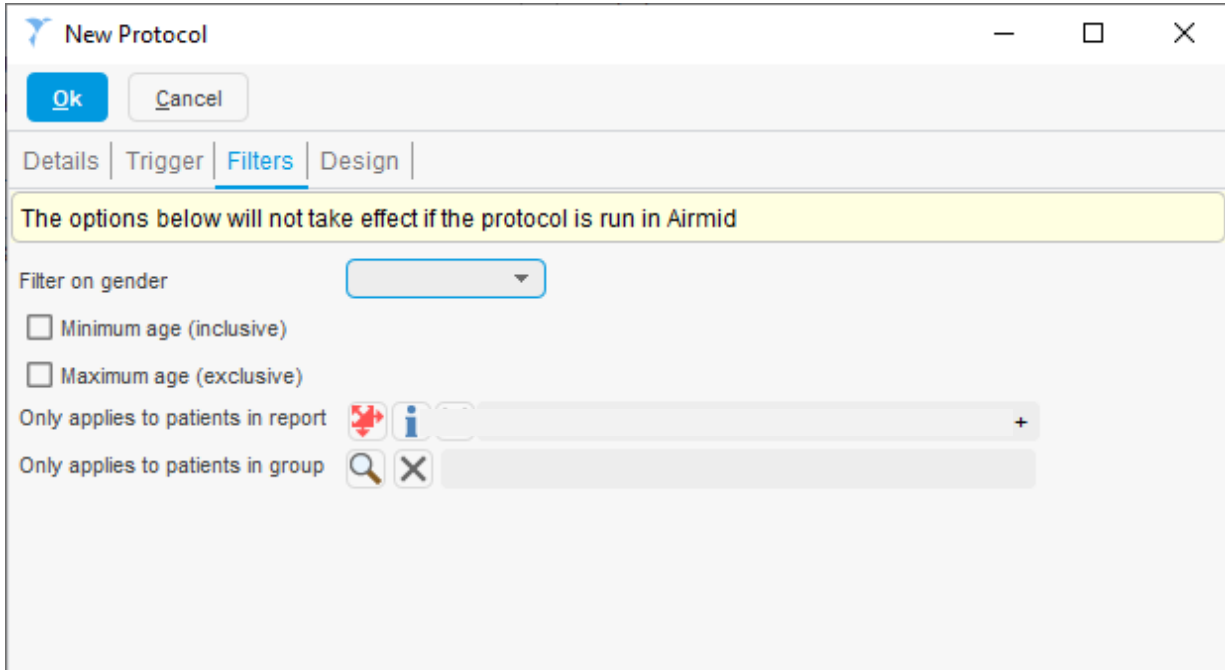 New Protocol
Ok Cancel
Details Trigger Filters Design
The options below will not take effect if the protocol is run in Airmid
Filter on gender
Minimum age (inclusive)
Maximum age (exclusive)
Only applies to patients in report +
Only applies to patients in group